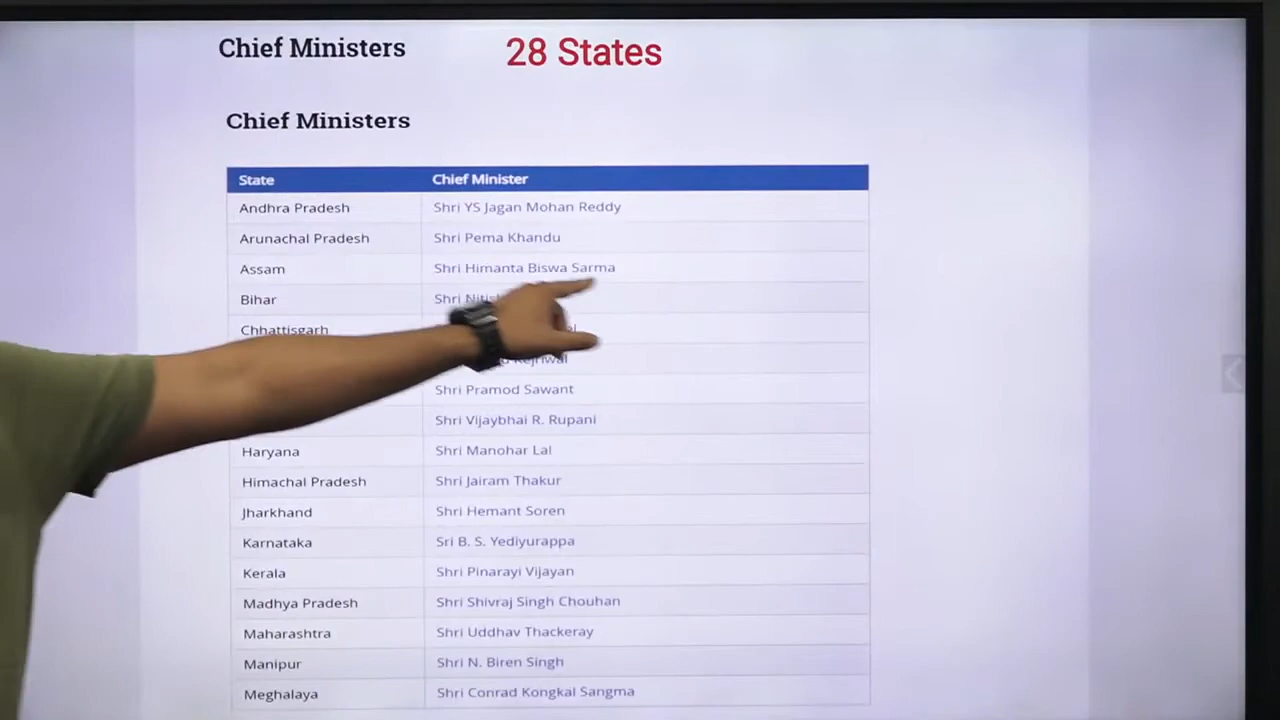 Chief Ministers 28 States
Chief Ministers
State Chief Minister
Andhra Pradesh Shri YS Jagan Mohan Reddy
Arunachal Pradesh Shri Pema Khandu
Assam Shri Himanta Biswa Sarma
Bihar Shri
Chhattisgarh
Kejriwal
Shri Pramod Sawant
Shri Vijaybhai R. Rupani
Haryana Shri Manohar Lal
Himachal Pradesh Shri Jairam Thakur
Jharkhand Shri Hemant Soren
Karnataka Sri B. S. Yediyurappa
Kerala Shri Pinarayi Vijayan
Madhya Pradesh Shri Shivraj Singh Chouhan
Maharashtra Shri Uddhav Thackeray
Manipur Shri N. Biren Singh
Meghalaya Shri Conrad Kongkal Sangma